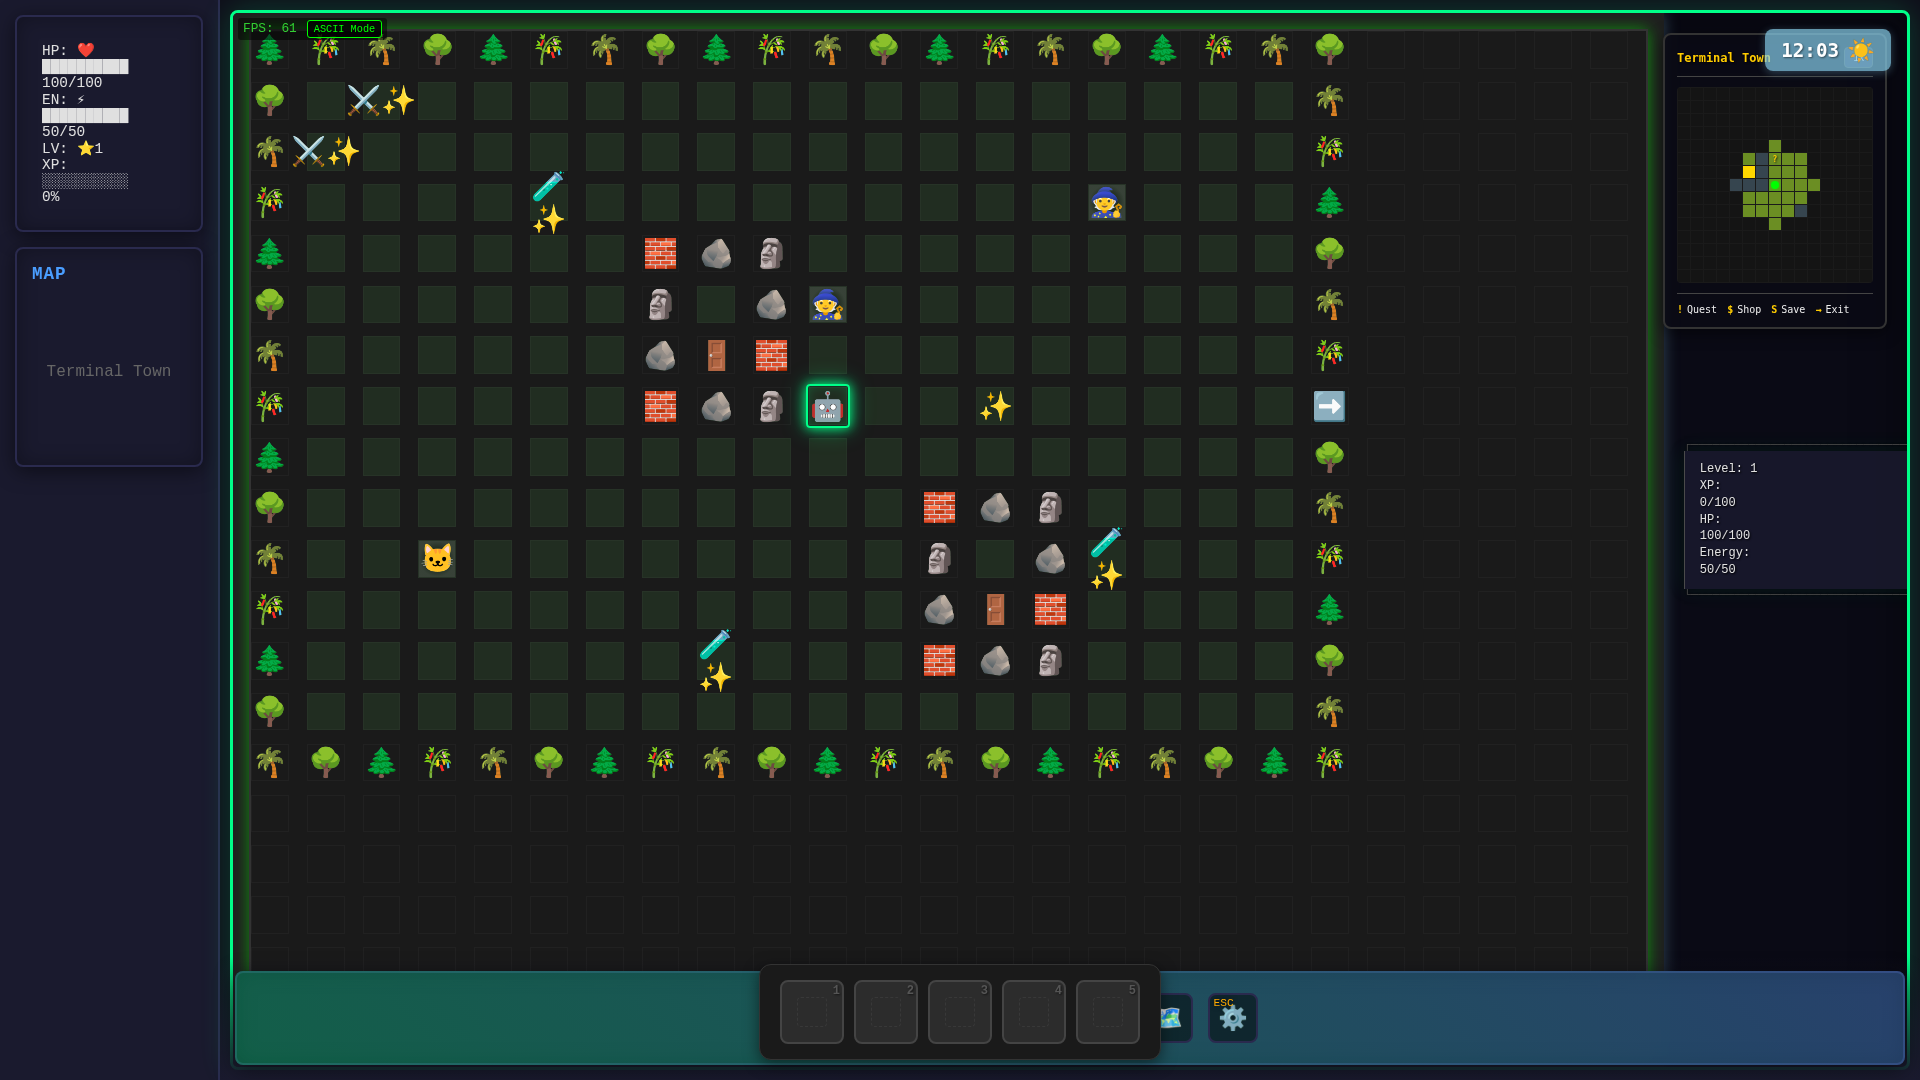 HP: ❤️
██████████
100/100
EN: ⚡
██████████
50/50
LV: ⭐1
XP:
░░░░░░░░░░
0%
MAP
Terminal Town
FPS: 61
ASCII Mode
Terminal Town
12:03
?
! Quest $ Shop S Save → Exit
Level: 1
XP:
0/100
HP:
100/100
Energy:
50/50
1 2 3 4 5
ESC